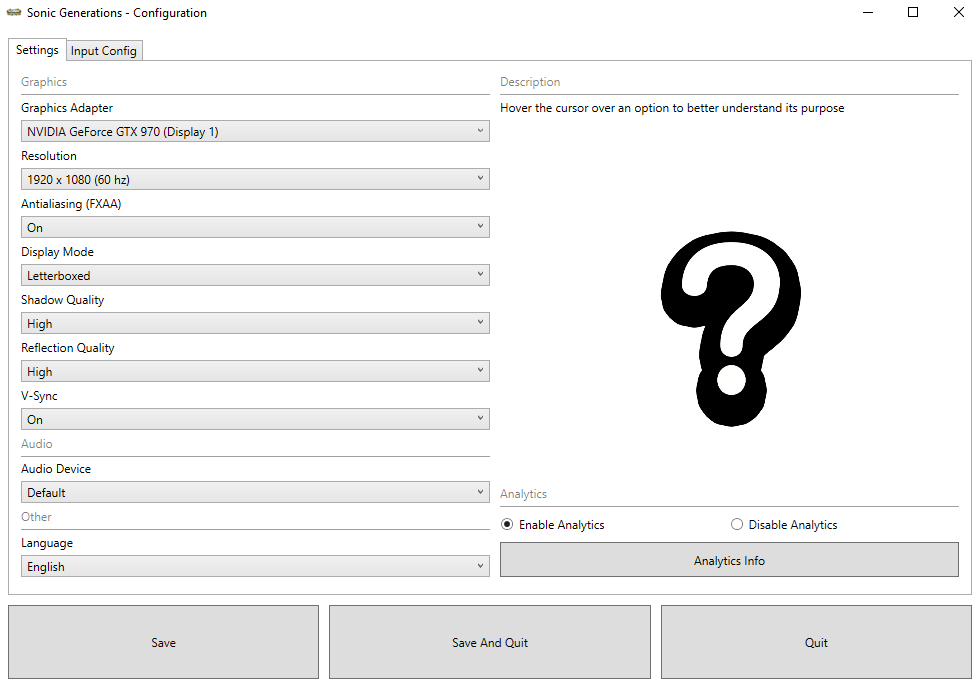 Sonic Generations - Configuration
Settings
Input Config
Graphics
Graphics Adapter
NVIDIA GeForce GTX 970 (Display 1)
Resolution
1920 x 1080 (60 hz)
Antialiasing (FXAA)
On
Display Mode
Letterboxed
Shadow Quality
High
Reflection Quality
High
V-Sync
On
Audio
Audio Device
Default
Other
Language
English
Description
Hover the cursor over an option to better understand its purpose
?
Analytics
Enable Analytics
Disable Analytics
Analytics Info
Save
Save And Quit
Quit